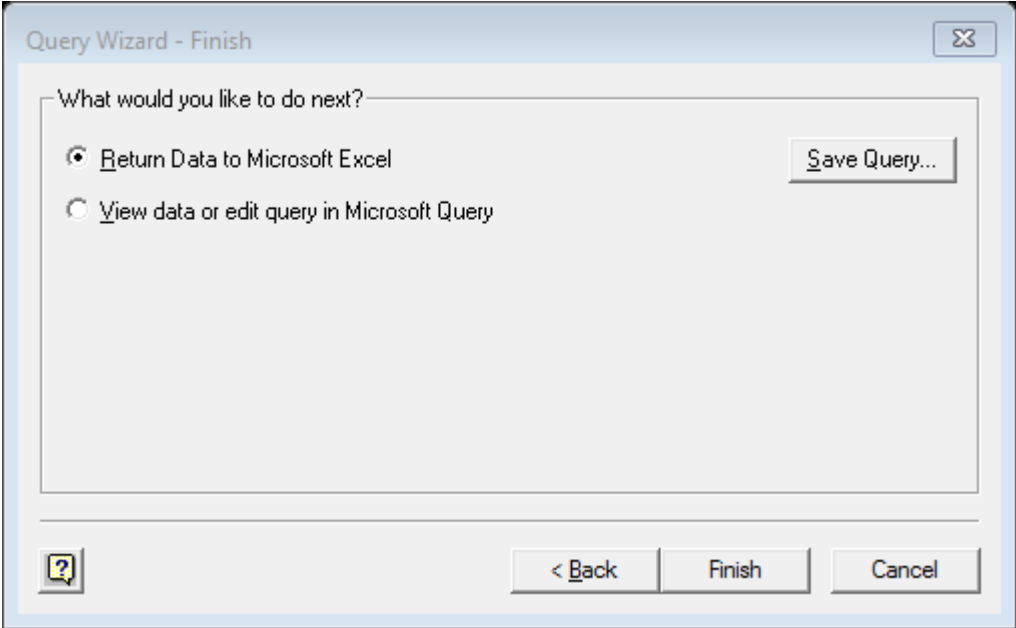 Query Wizard - Finish
What would you like to do next?
Return Data to Microsoft Excel
Save Query...
View data or edit query in Microsoft Query
?
< Back
Finish
Cancel